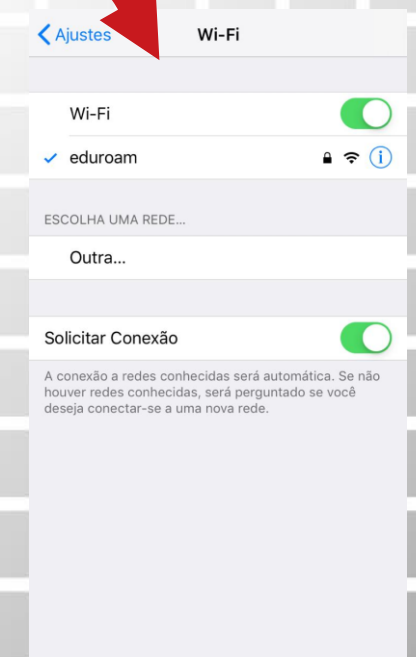 Ajustes
Wi-Fi
Wi-Fi
eduroam
ESCOLHA UMA REDE...
Outra...
Solicitar Conexão
A conexão a redes conhecidas será automática. Se não
houver redes conhecidas, será perguntado se você
deseja conectar-se a uma nova rede.